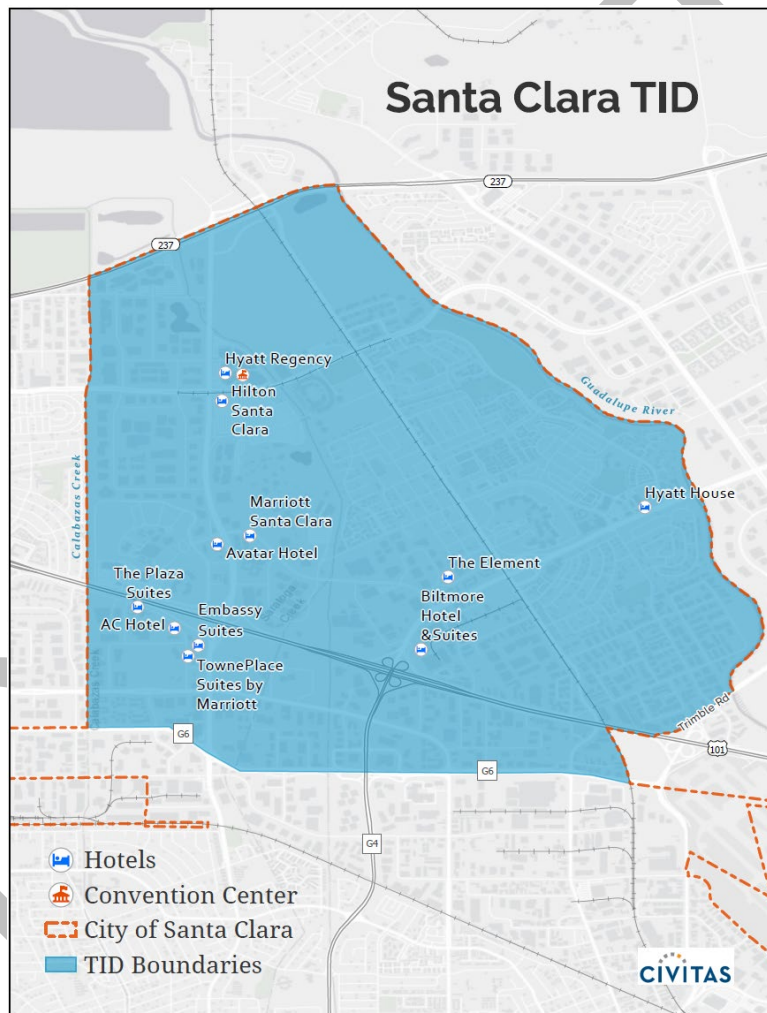 Santa Clara TID
237
237
Guadalupe River
Calabazas Creek
Hyatt Regency
Hilton
Santa
Clara
Hyatt House
Marriott
Santa Clara
Avatar Hotel
The Element
The Plaza
Suites
Biltmore
Hotel
&Suites
Embassy
Suites
AC Hotel
TownePlace
Suites by
Marriott
Trimble Rd
G6
101
G6
G4
Hotels
Convention Center
City of Santa Clara
TID Boundaries
CIVITAS